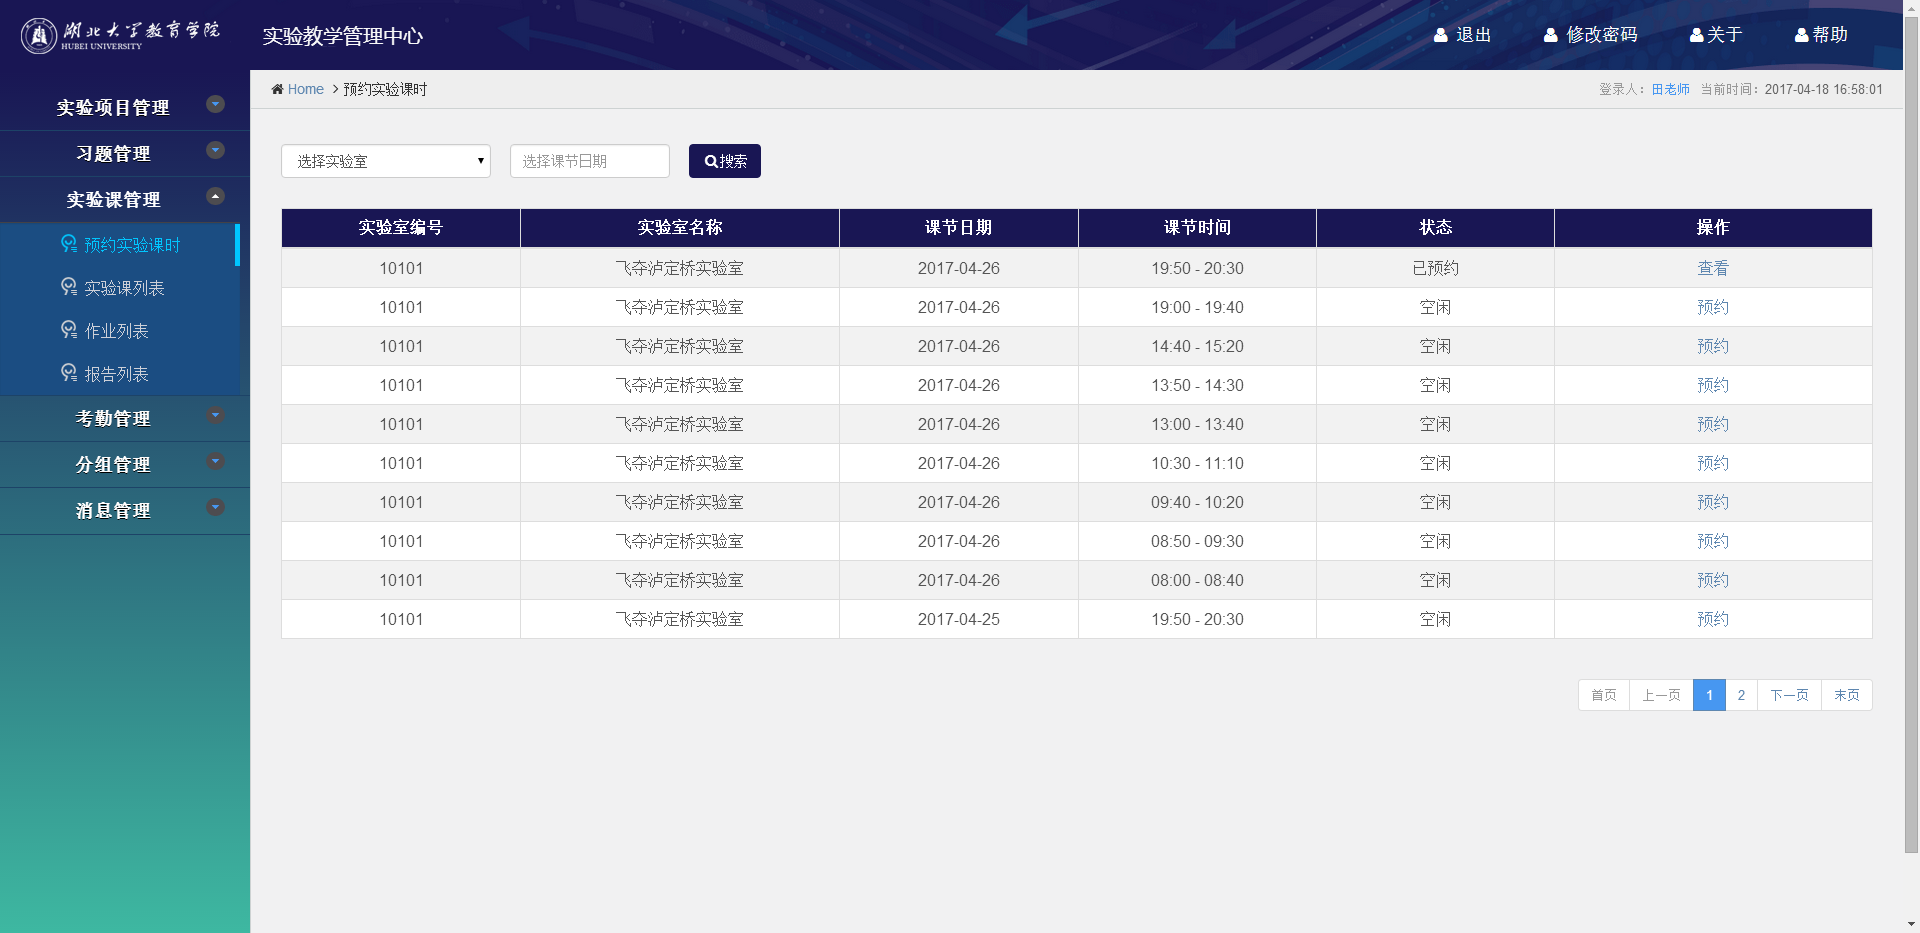 湖北大学教育学院
HUBEI UNIVERSITY
实验教学管理中心
退出 修改密码 关于 帮助
Home 预约实验课时
登录人：田老师 当前时间：2017-04-18 16:58:01
实验项目管理
习题管理
实验课管理
预约实验课时
实验课列表
作业列表
报告列表
考勤管理
分组管理
消息管理
选择实验室 选择课节日期 搜索
实验室编号 实验室名称 课节日期 课节时间 状态 操作
10101 飞夺泸定桥实验室 2017-04-26 19:50 - 20:30 已预约 查看
10101 飞夺泸定桥实验室 2017-04-26 19:00 - 19:40 空闲 预约
10101 飞夺泸定桥实验室 2017-04-26 14:40 - 15:20 空闲 预约
10101 飞夺泸定桥实验室 2017-04-26 13:50 - 14:30 空闲 预约
10101 飞夺泸定桥实验室 2017-04-26 13:00 - 13:40 空闲 预约
10101 飞夺泸定桥实验室 2017-04-26 10:30 - 11:10 空闲 预约
10101 飞夺泸定桥实验室 2017-04-26 09:40 - 10:20 空闲 预约
10101 飞夺泸定桥实验室 2017-04-26 08:50 - 09:30 空闲 预约
10101 飞夺泸定桥实验室 2017-04-26 08:00 - 08:40 空闲 预约
10101 飞夺泸定桥实验室 2017-04-25 19:50 - 20:30 空闲 预约
首页 上一页 1 2 下一页 末页